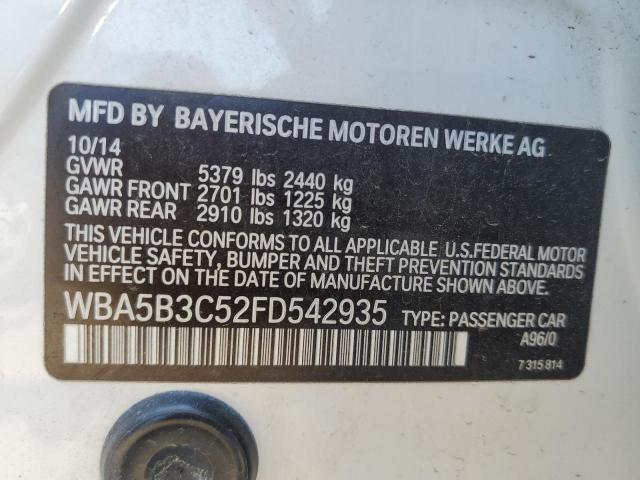 MFD BY BAYERISCHE MOTOREN WERKE AG
10/14
GVWR 5379 lbs 2440 kg
GAWR FRONT 2701 lbs 1225 kg
GAWR REAR 2910 lbs 1320 kg
THIS VEHICLE CONFORMS TO ALL APPLICABLE U.S.FEDERAL MOTOR
VEHICLE SAFETY, BUMPER AND THEFT PREVENTION STANDARDS
IN EFFECT ON THE DATE OF MANUFACTURE SHOWN ABOVE.
WBA5B3C52FD542935 TYPE: PASSENGER CAR
A96/0
7 315 814